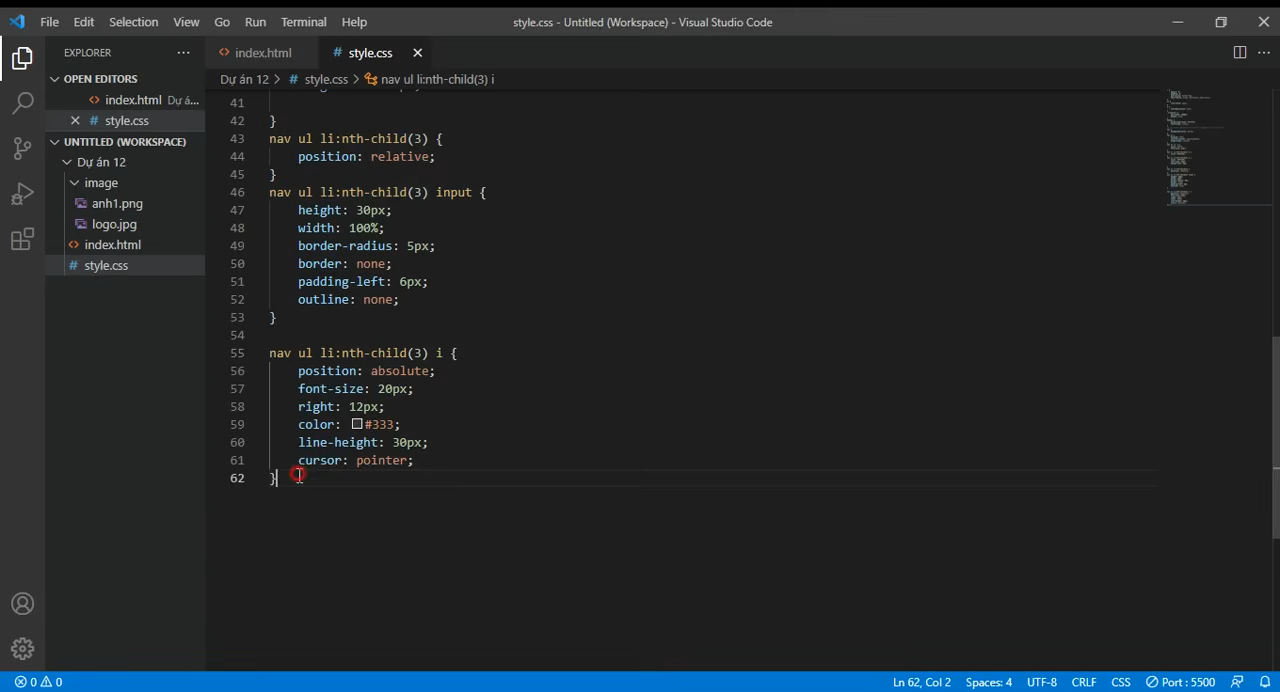 File Edit Selection View Go Run Terminal Help
style.css - Untitled (Workspace) - Visual Studio Code
EXPLORER
index.html
style.css
OPEN EDITORS
index.html Dự á...
style.css
UNTITLED (WORKSPACE)
Dự án 12
image
anh1.png
logo.jpg
index.html
style.css
Dự án 12 > # style.css > nav ul li:nth-child(3) i
41
42 }
43 nav ul li:nth-child(3) {
44 position: relative;
45 }
46 nav ul li:nth-child(3) input {
47 height: 30px;
48 width: 100%;
49 border-radius: 5px;
50 border: none;
51 padding-left: 6px;
52 outline: none;
53 }
54
55 nav ul li:nth-child(3) i {
56 position: absolute;
57 font-size: 20px;
58 right: 12px;
59 color: #333;
60 line-height: 30px;
61 cursor: pointer;
62 }
0 0 Ln 62, Col 2 Spaces: 4 UTF-8 CRLF CSS Port : 5500